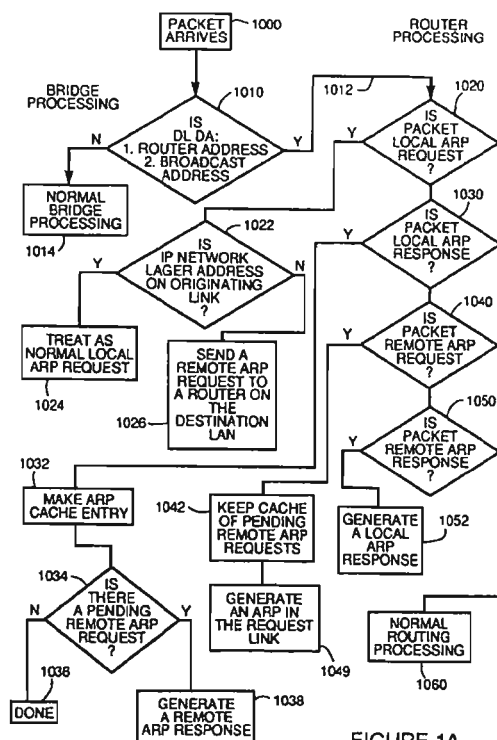 PACKET
ARRIVES
1000
ROUTER
PROCESSING
BRIDGE
PROCESSING
1010
1012
1020
IS
DL DA:
1. ROUTER ADDRESS
2. BROADCAST
ADDRESS
N
Y
IS
PACKET
LOCAL ARP
REQUEST
?
Y
NORMAL
BRIDGE
PROCESSING
1014
1022
IS
IP NETWORK
LAGER ADDRESS
ON ORIGINATING
LINK
?
Y
N
1030
IS
PACKET
LOCAL ARP
RESPONSE
?
Y
TREAT AS
NORMAL LOCAL
ARP REQUEST
1024
SEND A
REMOTE ARP
REQUEST TO
A ROUTER ON
THE
DESTINATION
LAN
1026
1040
IS
PACKET
REMOTE ARP
REQUEST
?
Y
1050
IS
PACKET
REMOTE ARP
RESPONSE
?
Y
1032
MAKE ARP
CACHE ENTRY
1042
KEEP CACHE
OF PENDING
REMOTE ARP
REQUESTS
GENERATE
A LOCAL
ARP
RESPONSE
1052
1034
IS
THERE
A PENDING
REMOTE ARP
REQUEST
?
N
Y
GENERATE
AN ARP IN
THE REQUEST
LINK
1049
NORMAL
ROUTING
PROCESSING
1060
1036
DONE
GENERATE
A REMOTE
ARP RESPONSE
1038
FIGURE 1A